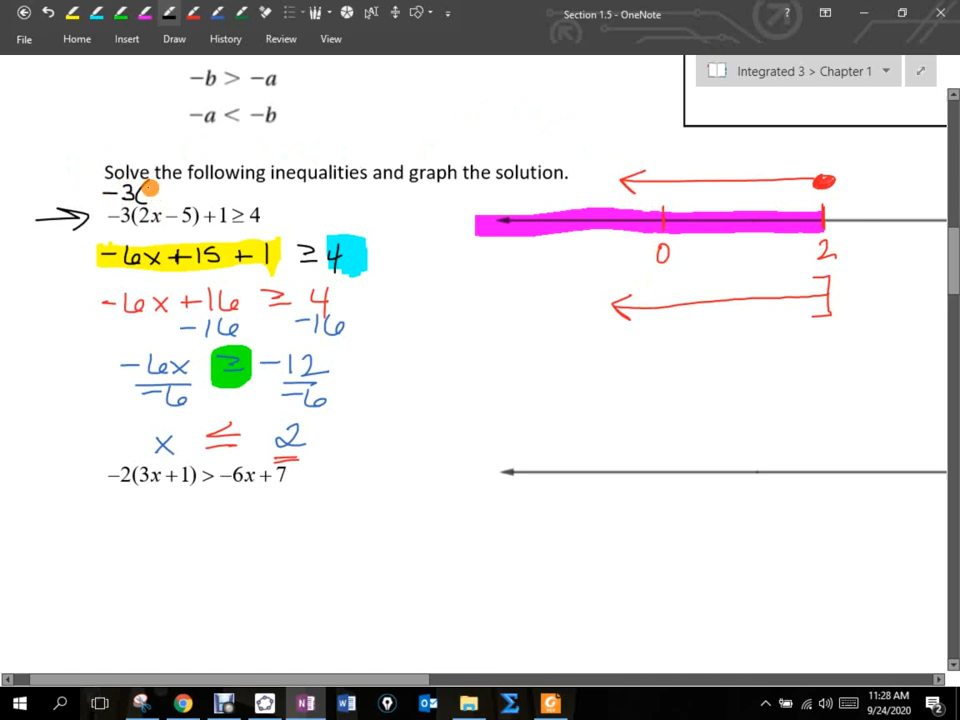 Section 1.5 - OneNote
?
File Home Insert Draw History Review View
Integrated 3 > Chapter 1
−b > −a
−a < −b
Solve the following inequalities and graph the solution.
−3(
−3(2x − 5) + 1 ≥ 4
−6x + 15 + 1 ≥ 4
−6x + 16 ≥ 4
−16 −16
−6x ≥ −12
−6 −6
x ≤ 2
0 2
−2(3x + 1) > −6x + 7
11:28 AM
9/24/2020
2